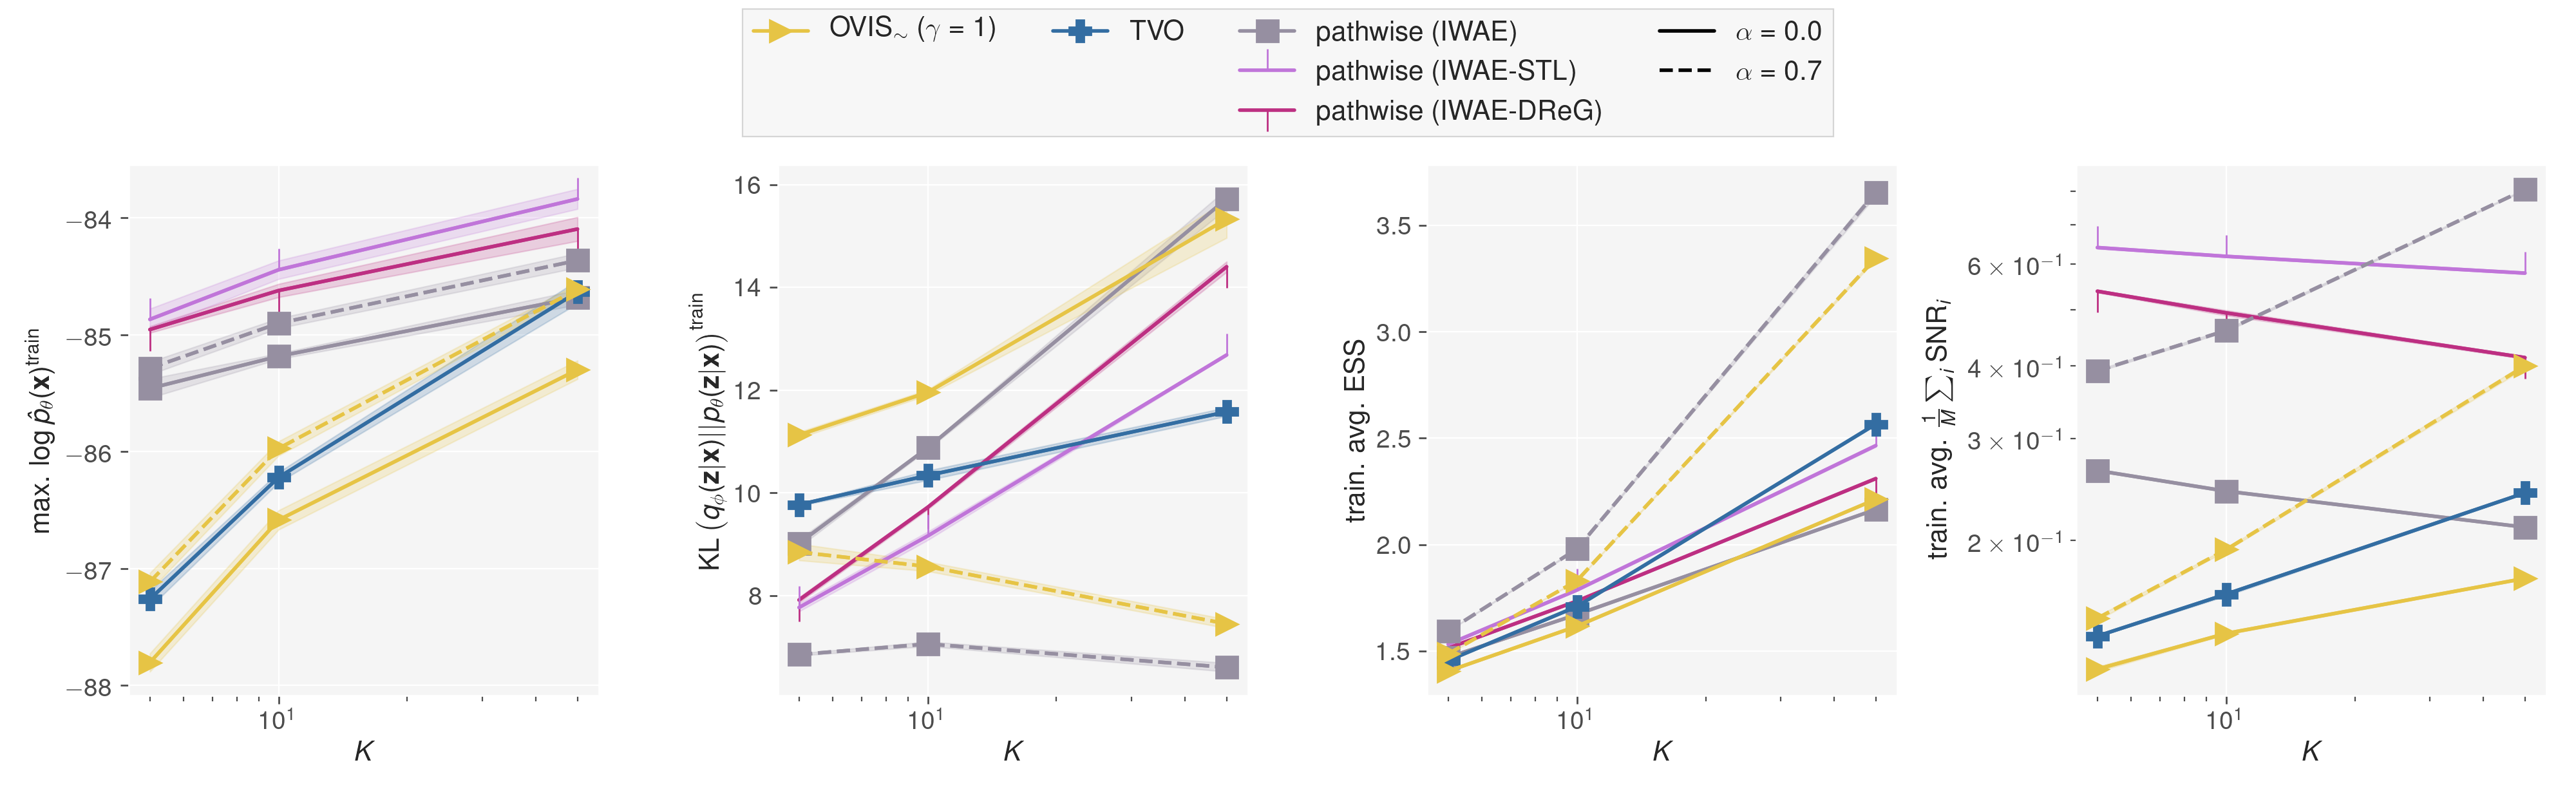 OVIS∼ (γ = 1)
TVO
pathwise (IWAE)
pathwise (IWAE-STL)
pathwise (IWAE-DReG)
α = 0.0
α = 0.7
max. log p̂θ(x)^train
−84
−85
−86
−87
−88
10¹
K
KL (qϕ(z|x)||pθ(z|x))^train
16
14
12
10
8
10¹
K
train. avg. ESS
3.5
3.0
2.5
2.0
1.5
10¹
K
train. avg. 1/M ∑i SNRi
6 × 10⁻¹
4 × 10⁻¹
3 × 10⁻¹
2 × 10⁻¹
10¹
K